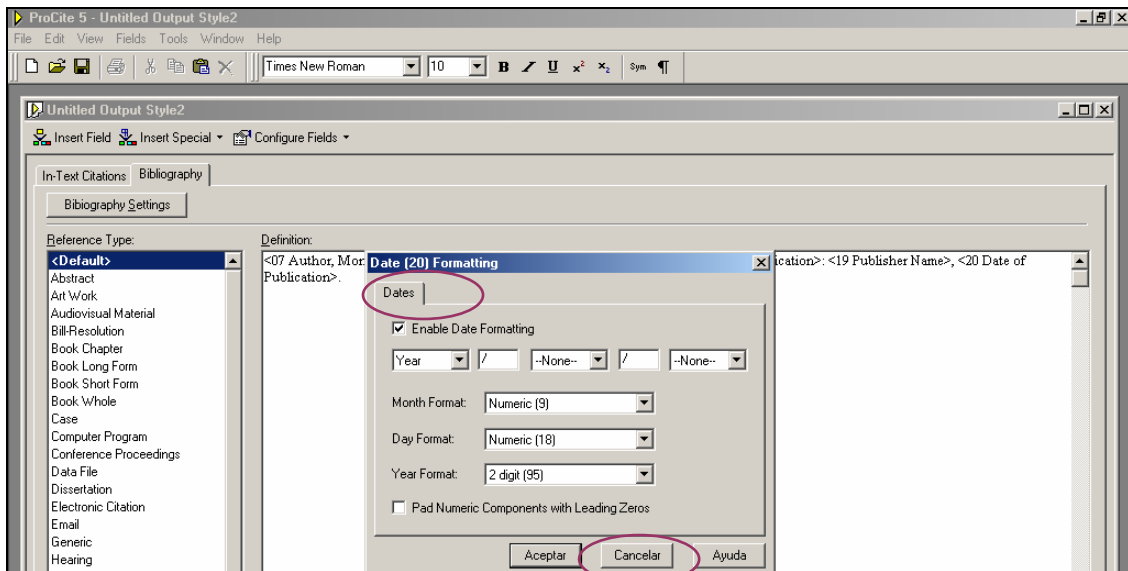 ProCite 5 - Untitled Output Style2
File Edit View Fields Tools Window Help
Times New Roman 10 B I U x² x₂ Sym ¶
Untitled Output Style2
Insert Field Insert Special Configure Fields
In-Text Citations Bibliography
Bibiography Settings
Reference Type: Definition:
<Default>
Abstract
Art Work
Audiovisual Material
Bill-Resolution
Book Chapter
Book Long Form
Book Short Form
Book Whole
Case
Computer Program
Conference Proceedings
Data File
Dissertation
Electronic Citation
Email
Generic
Hearing
<07 Author, Mon ication>: <19 Publisher Name>, <20 Date of
Publication>.
Date (20) Formatting
Dates
Enable Date Formatting
Year / --None-- / --None--
Month Format: Numeric (9)
Day Format: Numeric (18)
Year Format: 2 digit (95)
Pad Numeric Components with Leading Zeros
Aceptar Cancelar Ayuda